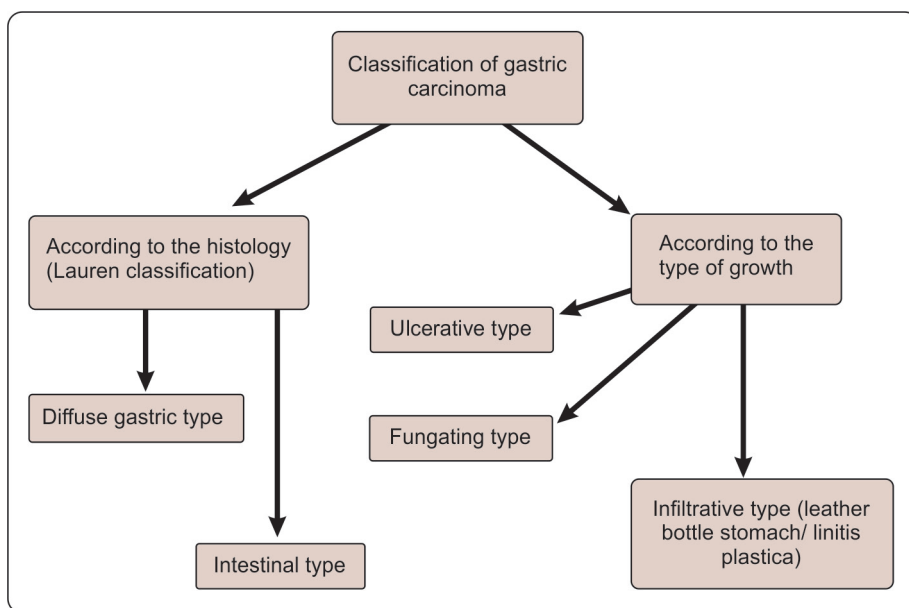 Classification of gastric
carcinoma
According to the histology
(Lauren classification)
According to the
type of growth
Ulcerative type
Diffuse gastric type
Fungating type
Infiltrative type (leather
bottle stomach/ linitis
plastica)
Intestinal type